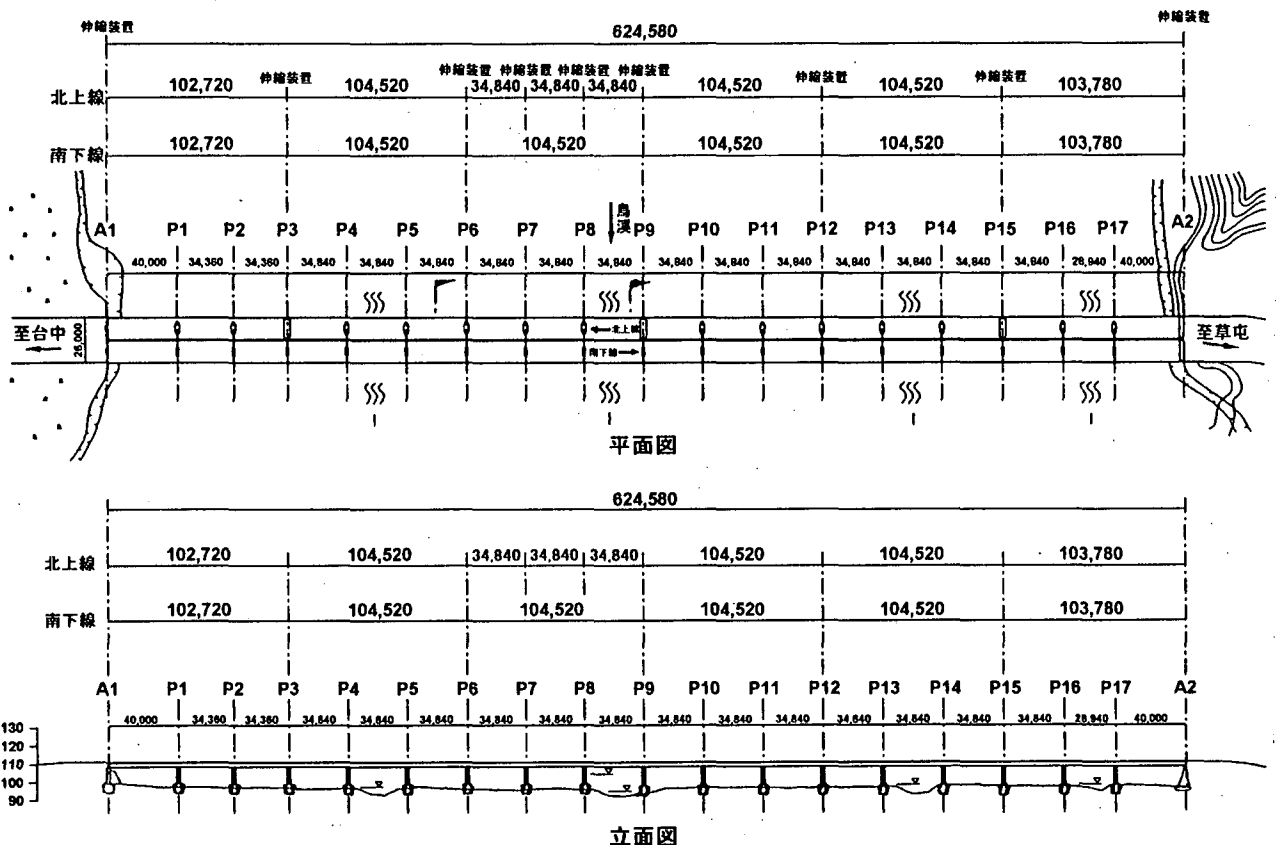 伸縮装置 伸縮装置
624,580
伸縮装置 伸縮装置 伸縮装置 伸縮装置 伸縮装置 伸縮装置 伸縮装置
北上線 102,720 104,520 34,840 34,840 34,840 104,520 104,520 103,780
南下線 102,720 104,520 104,520 104,520 104,520 103,780
烏溪
A1 P1 P2 P3 P4 P5 P6 P7 P8 P9 P10 P11 P12 P13 P14 P15 P16 P17 A2
40,000 34,360 34,360 34,840 34,840 34,840 34,840 34,840 34,840 34,840 34,840 34,840 34,840 34,840 34,840 34,840 28,940 40,000
至台中 26,000 北上線 至草屯
南下線
平面図
624,580
北上線 102,720 104,520 34,840 34,840 34,840 104,520 104,520 103,780
南下線 102,720 104,520 104,520 104,520 104,520 103,780
A1 P1 P2 P3 P4 P5 P6 P7 P8 P9 P10 P11 P12 P13 P14 P15 P16 P17 A2
40,000 34,360 34,360 34,840 34,840 34,840 34,840 34,840 34,840 34,840 34,840 34,840 34,840 34,840 34,840 34,840 28,940 40,000
130
120
110
100
90
立面図